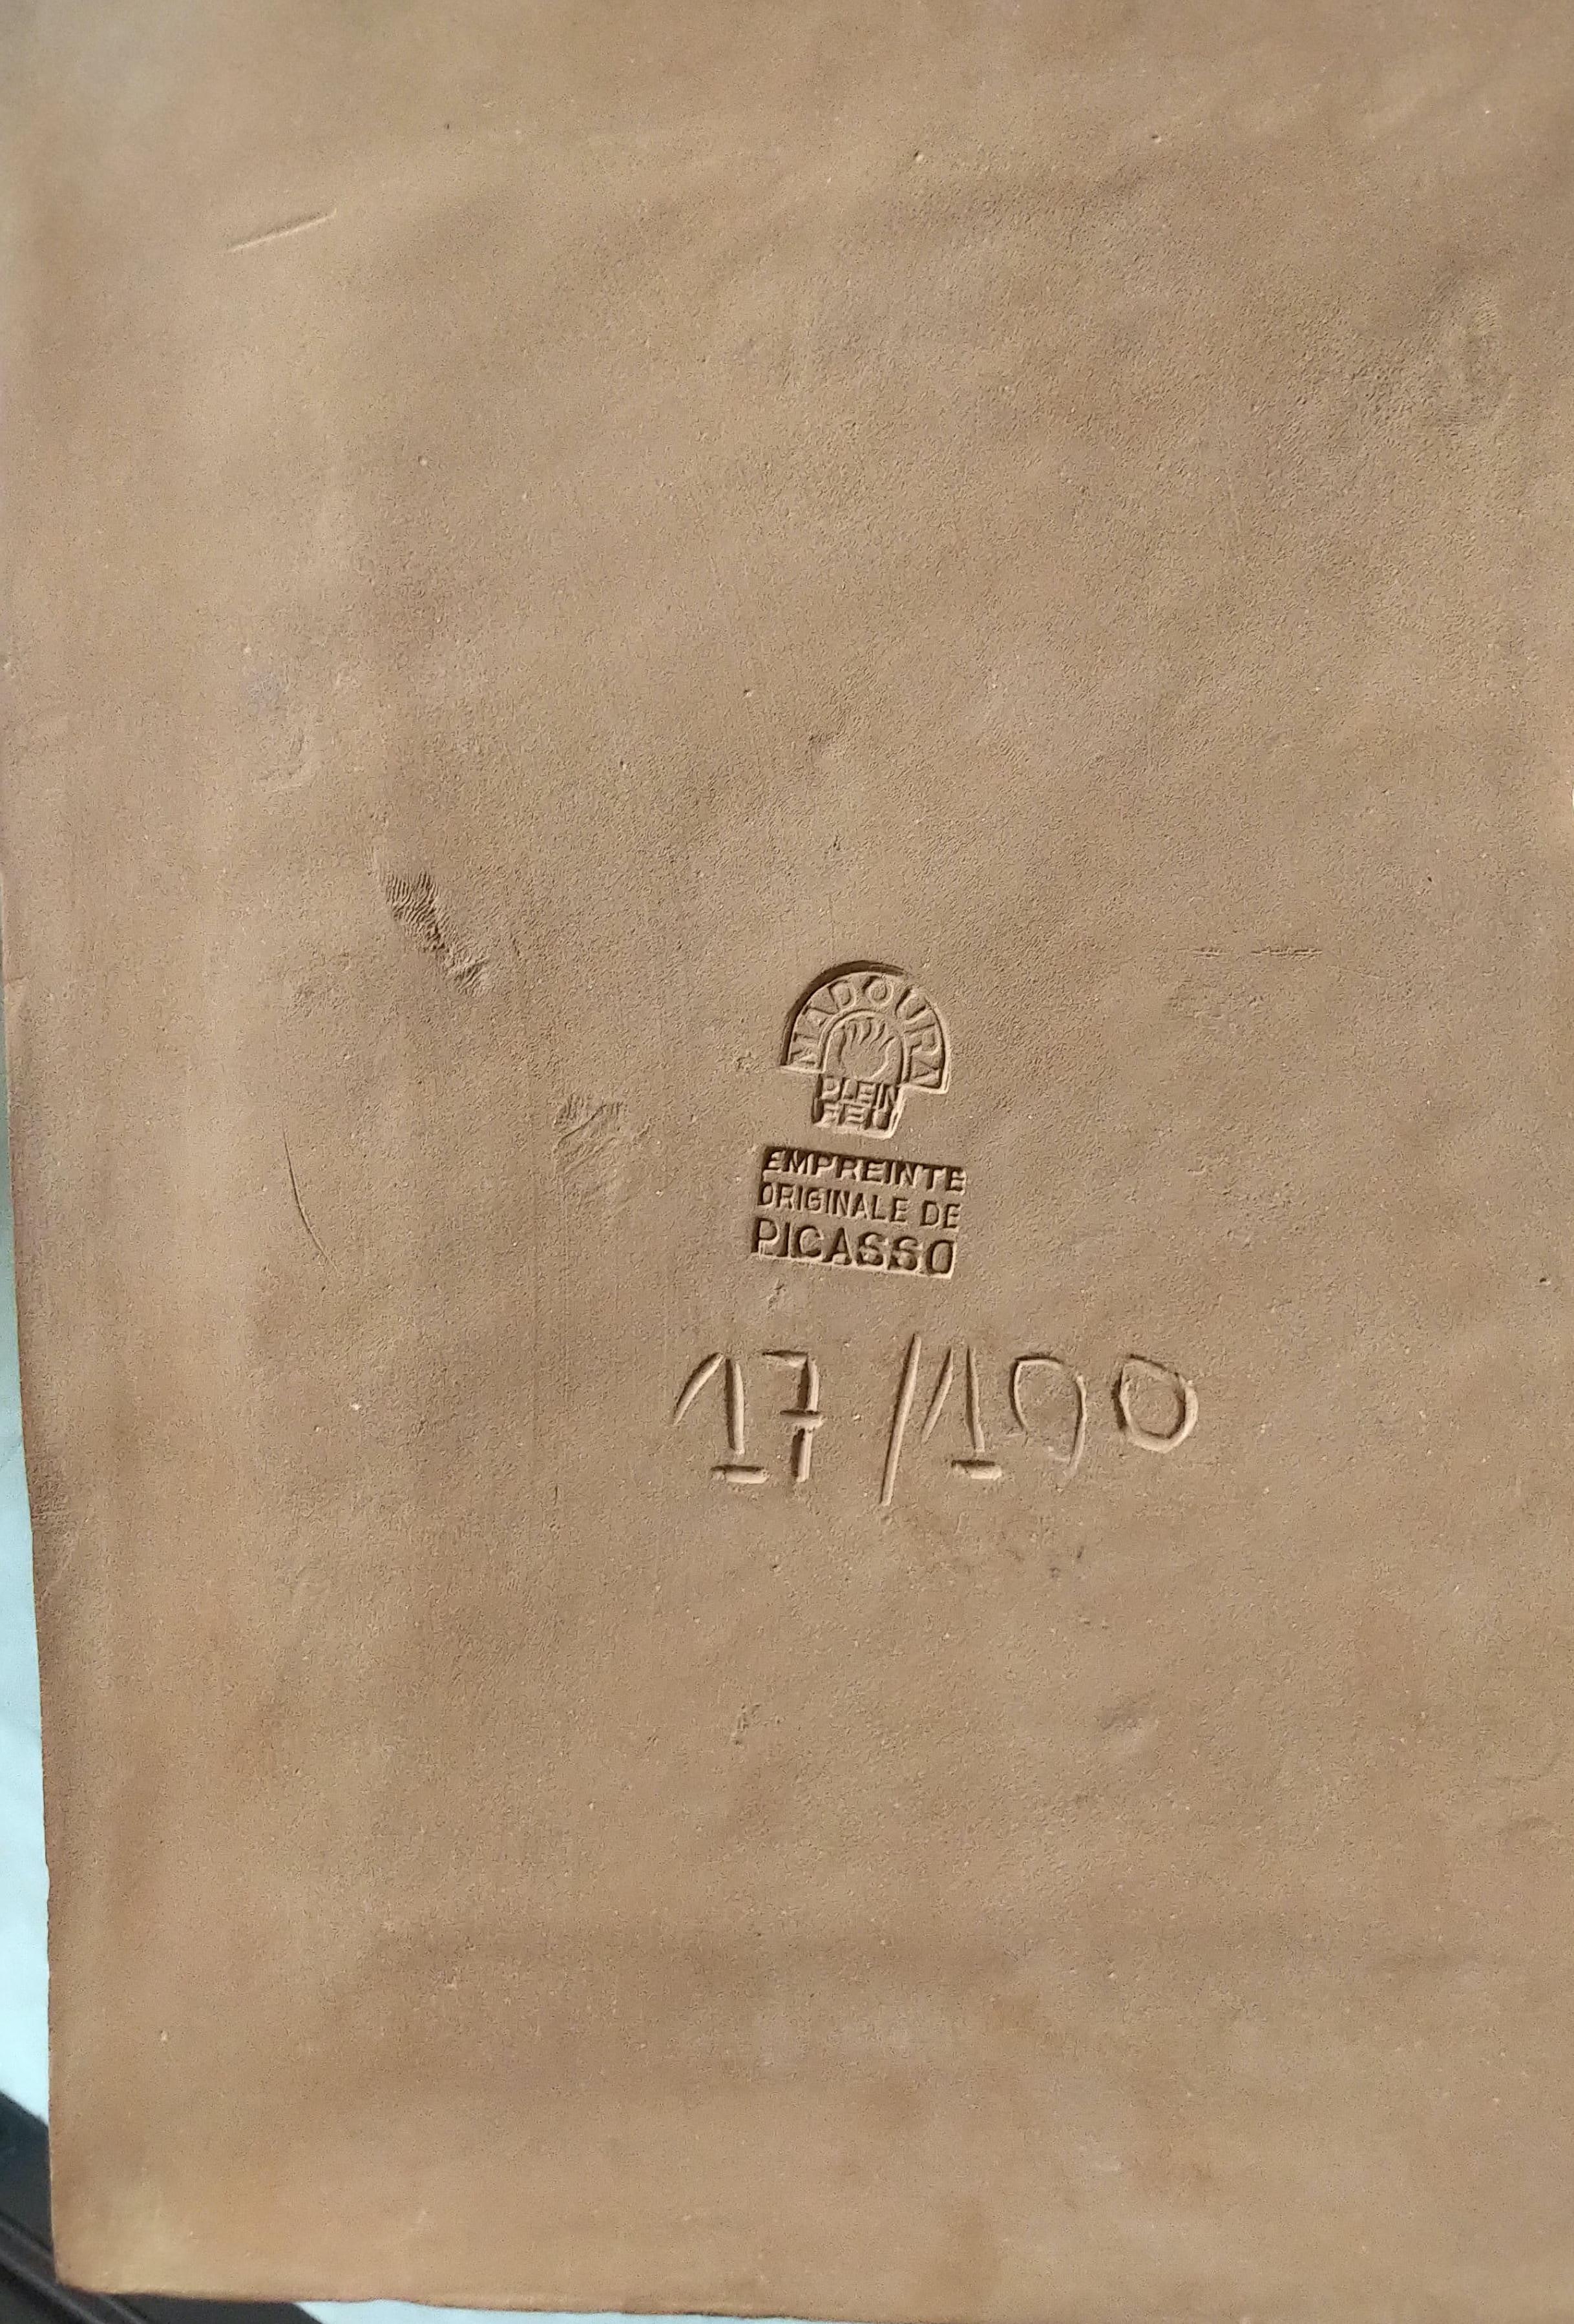 MADOURA
PLEIN
FEU
EMPREINTE
ORIGINALE DE
PICASSO
17/100